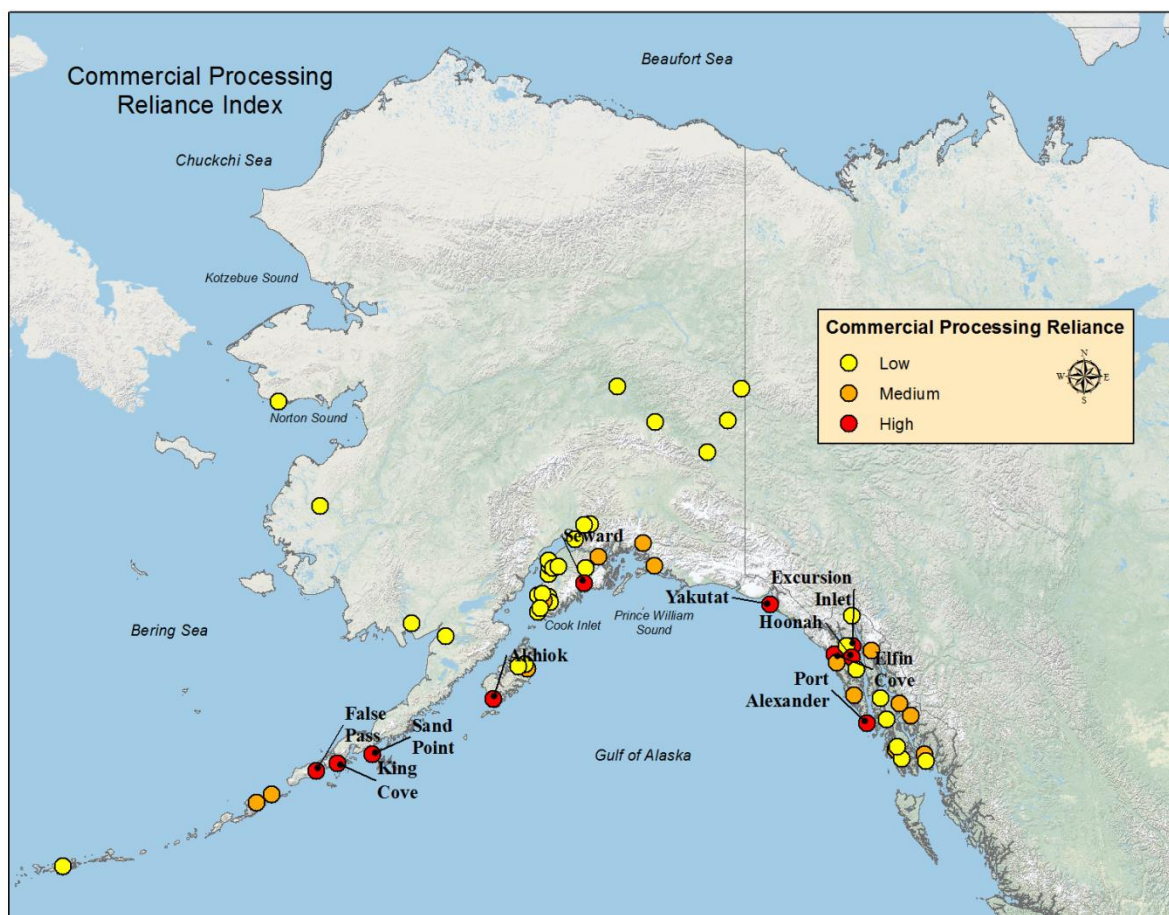 Commercial Processing
Reliance Index
Beaufort Sea
Chuckchi Sea
Kotzebue Sound
Commercial Processing Reliance
N
W
E
S
Low
Medium
High
Norton Sound
Seward
Excursion
Inlet
Yakutat
Hoonah
Prince William
Sound
Cook Inlet
Bering Sea
Akhiok
Elfin
Cove
Port
Alexander
False
Pass
Sand
Point
King
Cove
Gulf of Alaska